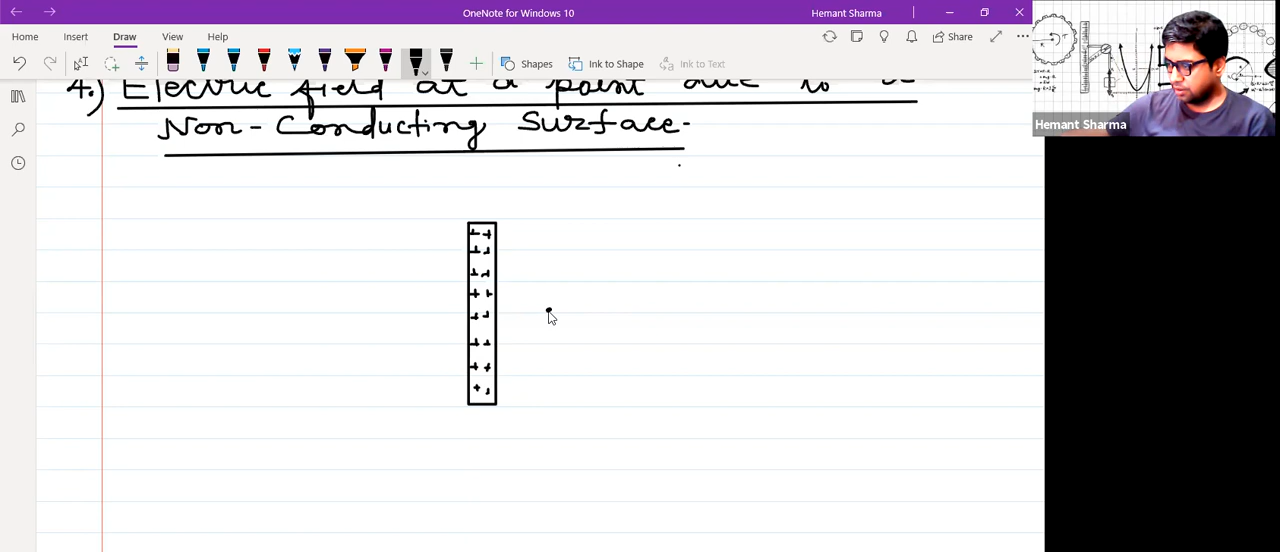 OneNote for Windows 10
Hemant Sharma
Home Insert Draw View Help
Share
Shapes Ink to Shape Ink to Text
4.) Electric field at a point due to a
Non-Conducting Surface-
Hemant Sharma